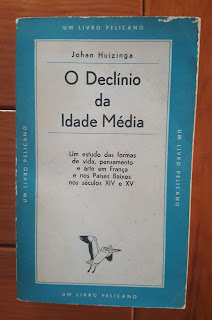 UM LIVRO PELICANO
Johan Huizinga
O Declínio
da
Idade Média
Um estudo das formas
de vida, pensamento
e arte em França
e nos Países Baixos
nos séculos XIV e XV
UM LIVRO PELICANO
UM LIVRO PELICANO
UM LIVRO PELICANO